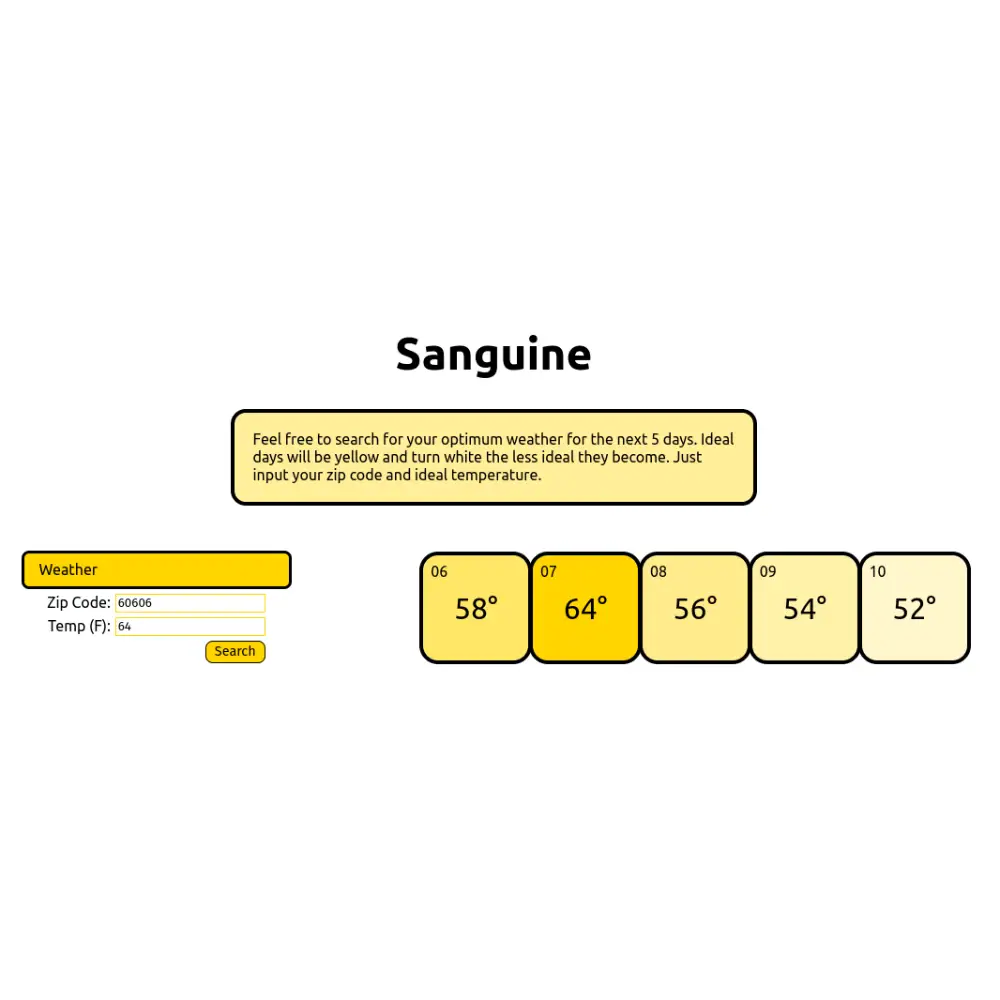 Sanguine
Feel free to search for your optimum weather for the next 5 days. Ideal
days will be yellow and turn white the less ideal they become. Just
input your zip code and ideal temperature.
Weather
Zip Code: 60606
Temp (F): 64
Search
06 07 08 09 10
58° 64° 56° 54° 52°